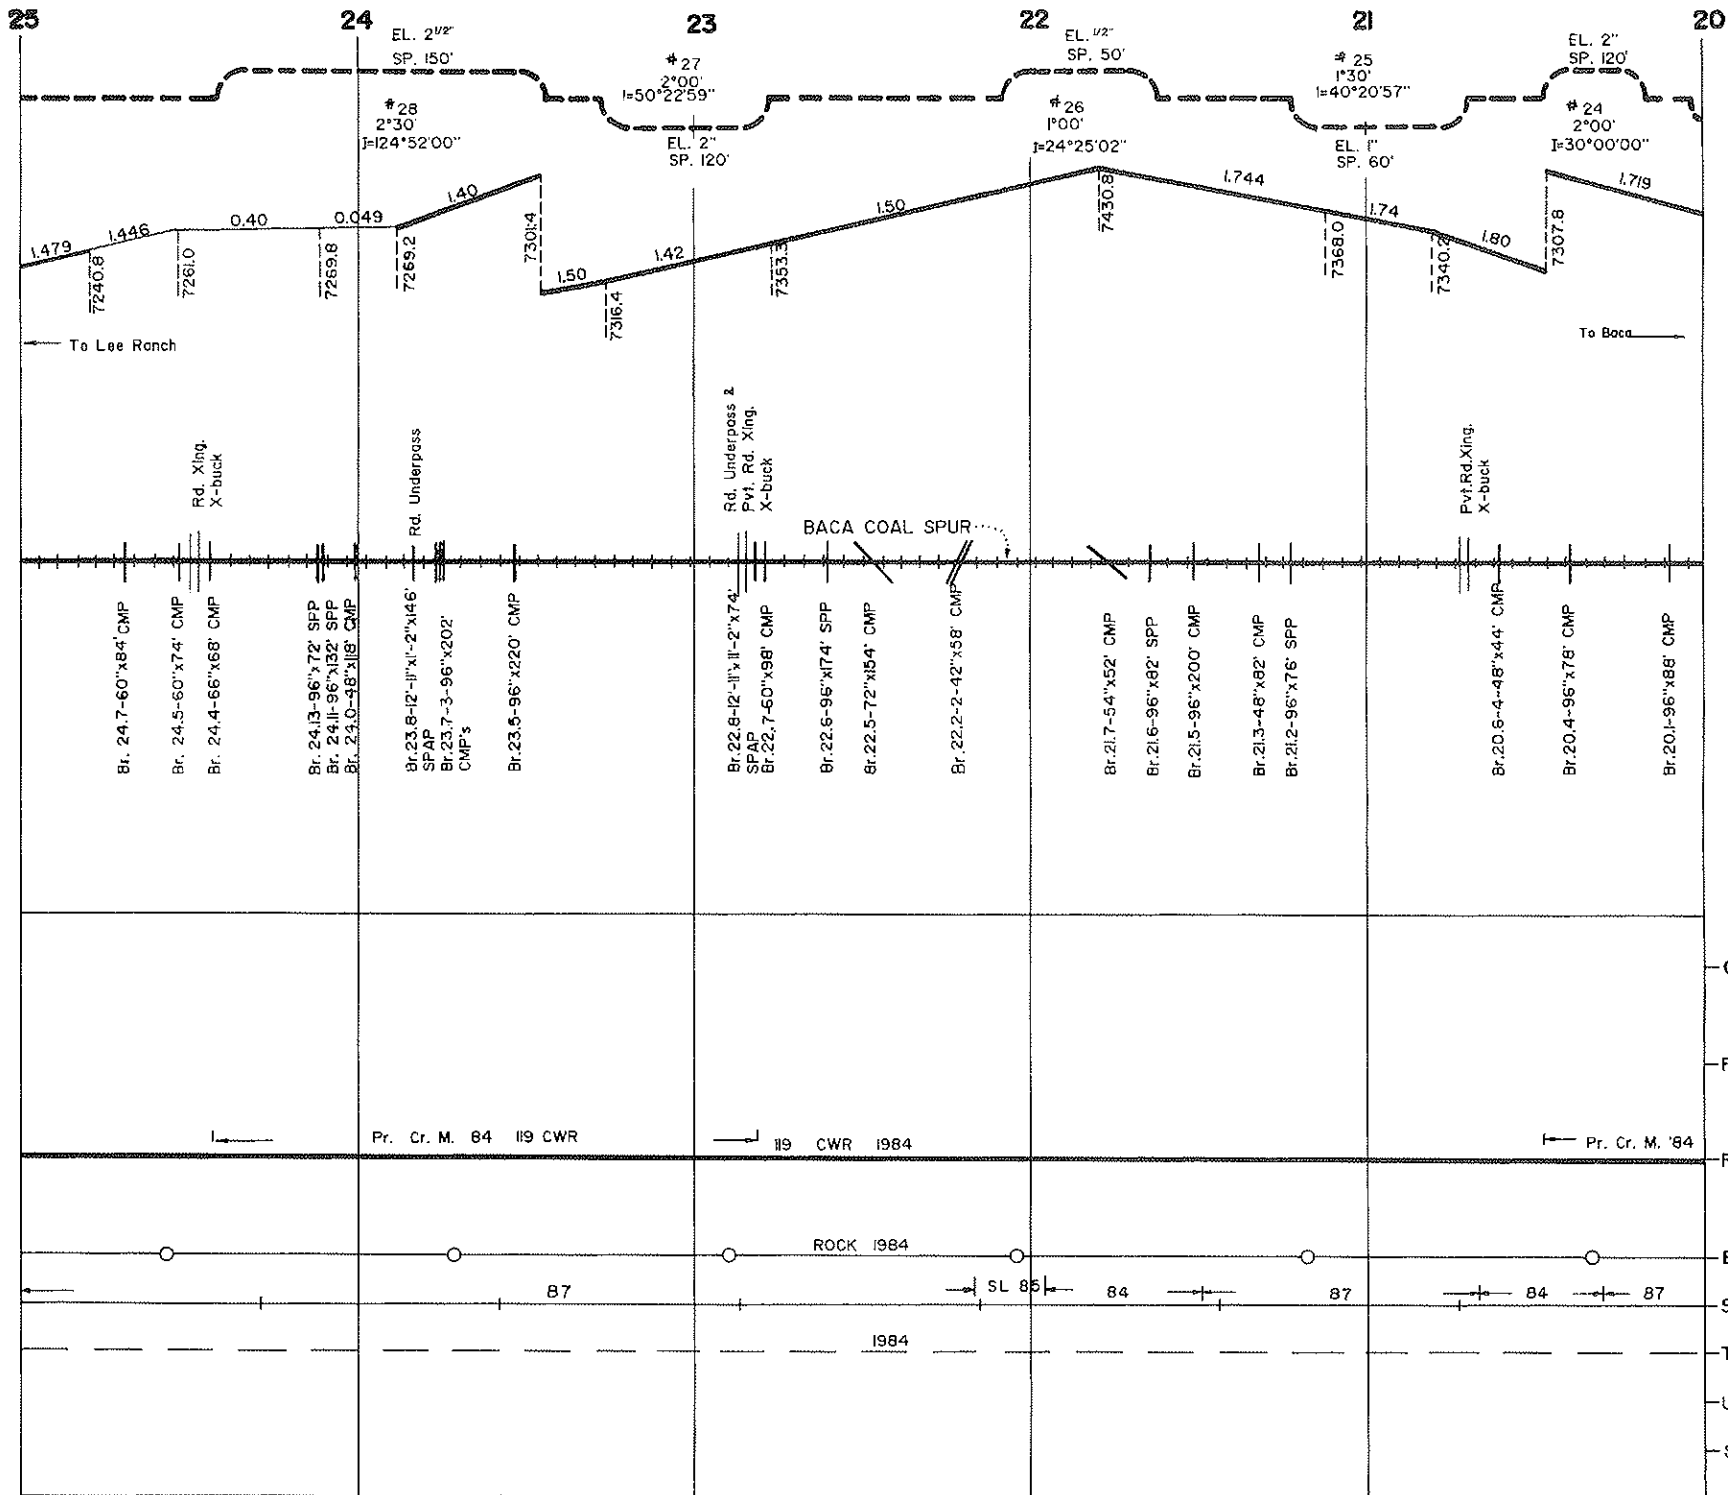 25
24
23
22
21
20
EL. 2 1/2"
SP. 150'
# 28
2°30'
I=124°52'00"
# 27
2°00'
I=50°22'59"
EL. 2"
SP. 120'
EL. 1/2"
SP. 50'
# 26
1°00'
I=24°25'02"
# 25
1°30'
I=40°20'57"
EL. 1"
SP. 60'
EL. 2"
SP. 120'
# 24
2°00'
I=30°00'00"
1.479
1.446
0.40
0.049
1.40
1.50
1.42
1.50
1.744
1.74
1.80
1.719
7240.8
7261.0
7269.8
7269.2
7301.4
7316.4
7353.3
7430.8
7368.0
7340.2
7307.8
To Lee Ranch
To Baca
Rd. Xing.
X-buck
Rd. Underpass
Rd. Underpass &
Pvt. Rd. Xing.
X-buck
BACA COAL SPUR
Pvt.Rd.Xing.
X-buck
Br. 24.7-60"x84' CMP
Br. 24.5-60"x74' CMP
Br. 24.4-66"x68' CMP
Br. 24.13-96"x72' SPP
Br. 24.11-96"x132' SPP
Br. 24.0-48"x118' CMP
Br.23.8-12'-11"x11'-2"x146'
SPAP
Br.23.7-3-96"x202'
CMP's
Br.23.5-96"x220' CMP
Br.22.8-12'-11"x11'-2"x74'
SPAP
Br.22.7-60"x98' CMP
Br.22.6-96"x174' SPP
Br.22.5-72"x154' CMP
Br.22.2-2-42"x58' CMP
Br.21.7-54"x52' CMP
Br.21.6-96"x82' SPP
Br.21.5-96"x200' CMP
Br.21.3-48"x82' CMP
Br.21.2-96"x76' SPP
Br.20.6-4-48"x44' CMP
Br.20.4-96"x78' CMP
Br.20.1-96"x88' CMP
Pr. Cr. M. 84 119 CWR
119 CWR 1984
Pr. Cr. M. '84
ROCK 1984
87
SL 85
84
87
84
87
1984